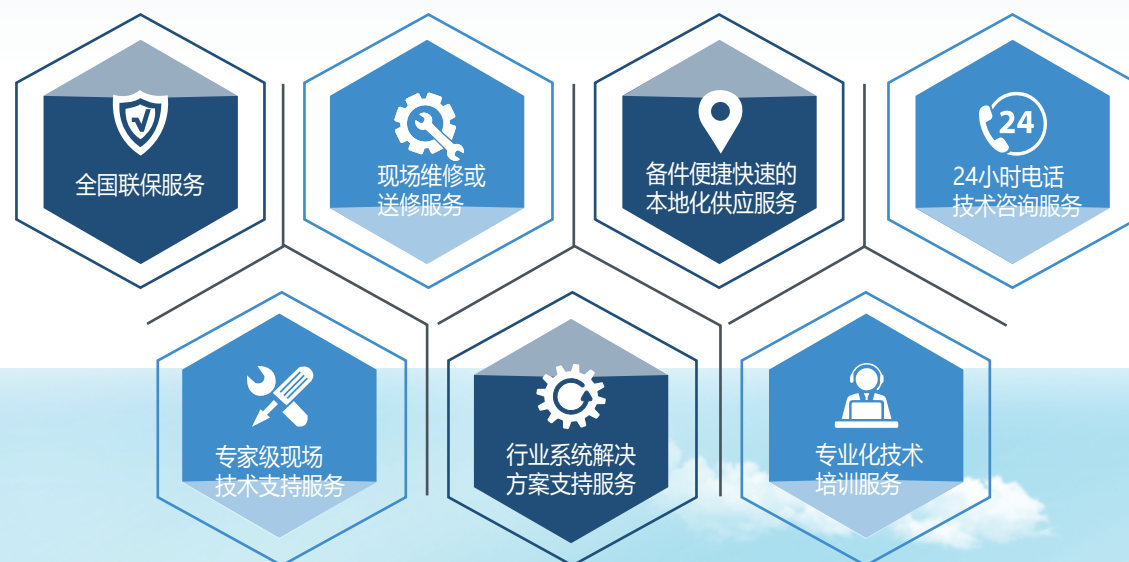 全国联保服务
现场维修或
送修服务
备件便捷快速的
本地化供应服务
24
24小时电话
技术咨询服务
专家级现场
技术支持服务
行业系统解决
方案支持服务
专业化技术
培训服务